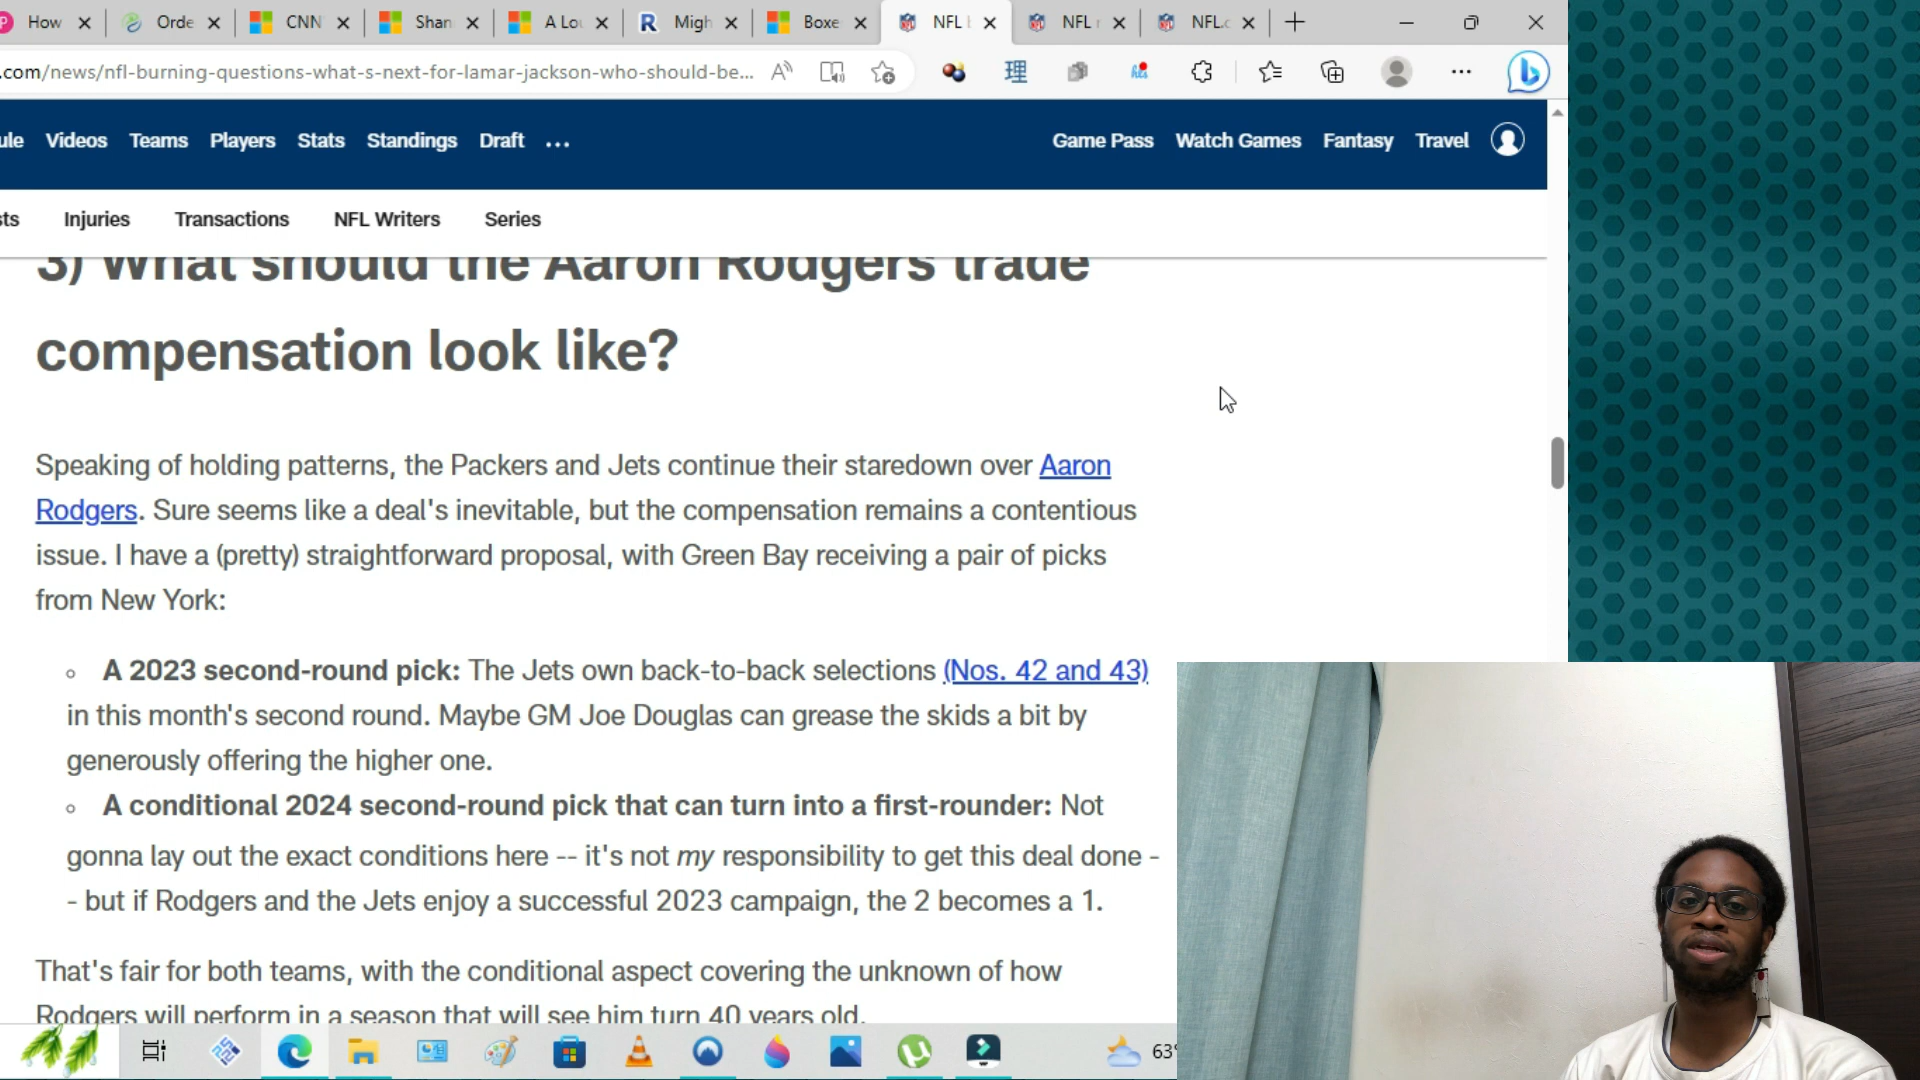 How
Orde
CNN
Shan
A Lou
R Migh
Boxe
NFL b
NFL r
NFL.c
.com/news/nfl-burning-questions-what-s-next-for-lamar-jackson-who-should-be...
理
ule Videos Teams Players Stats Standings Draft ...
Game Pass Watch Games Fantasy Travel
sts Injuries Transactions NFL Writers Series
3) What should the Aaron Rodgers trade
compensation look like?
Speaking of holding patterns, the Packers and Jets continue their staredown over Aaron
Rodgers. Sure seems like a deal's inevitable, but the compensation remains a contentious
issue. I have a (pretty) straightforward proposal, with Green Bay receiving a pair of picks
from New York:
A 2023 second-round pick: The Jets own back-to-back selections (Nos. 42 and 43)
in this month's second round. Maybe GM Joe Douglas can grease the skids a bit by
generously offering the higher one.
A conditional 2024 second-round pick that can turn into a first-rounder: Not
gonna lay out the exact conditions here -- it's not my responsibility to get this deal done -
- but if Rodgers and the Jets enjoy a successful 2023 campaign, the 2 becomes a 1.
That's fair for both teams, with the conditional aspect covering the unknown of how
Rodgers will perform in a season that will see him turn 40 years old.
63°